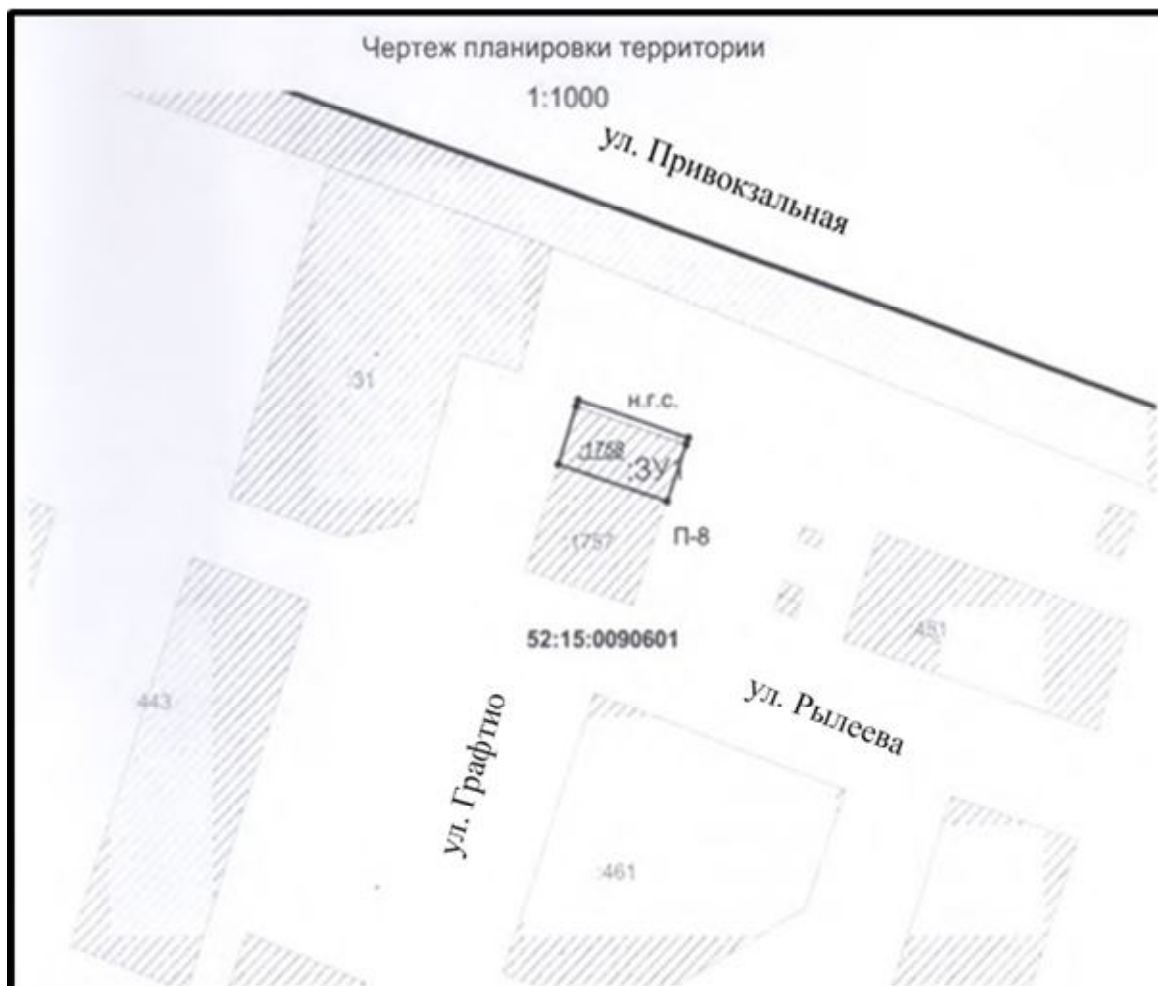 Чертеж планировки территории
1:1000
ул. Привокзальная
:31
н.г.с.
:1758
:ЗУ1
:1757
П-8
:451
52:15:0090601
:443
ул. Рылеева
ул. Графтио
:461